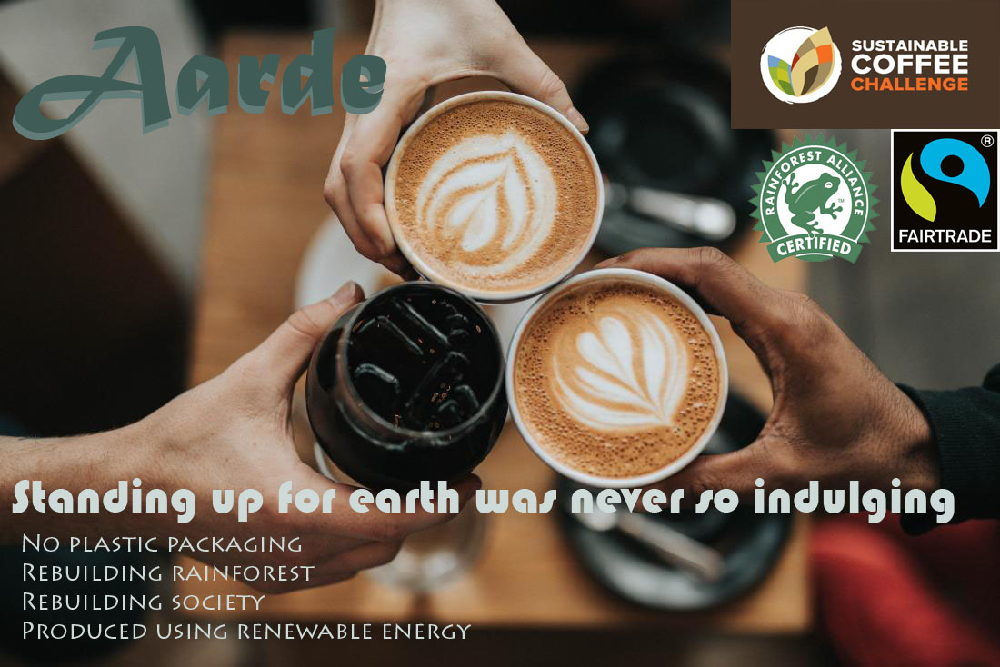 Aarde
SUSTAINABLE
COFFEE
CHALLENGE
RAINFOREST ALLIANCE
TM
CERTIFIED
®
FAIRTRADE
Standing up for earth was never so indulging
No plastic packaging
Rebuilding rainforest
Rebuilding society
Produced using renewable energy